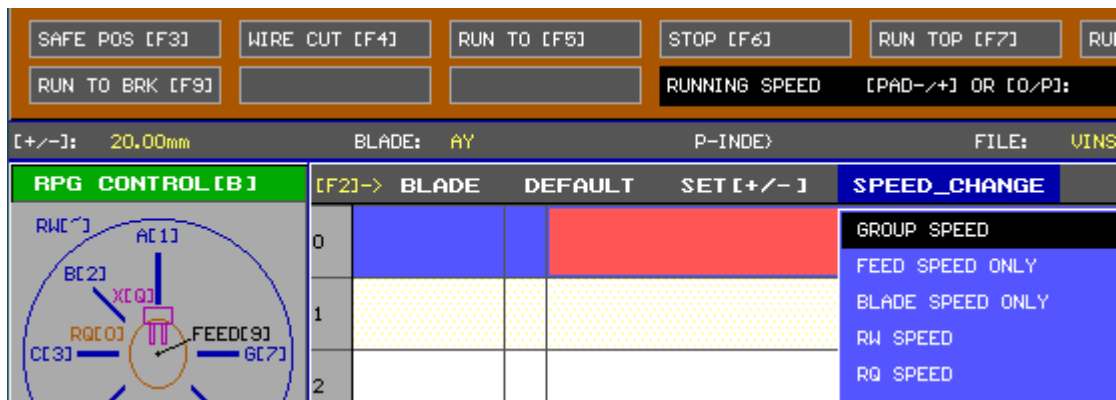 SAFE POS [F3] WIRE CUT [F4] RUN TO [F5] STOP [F6] RUN TOP [F7]
RUN TO BRK [F9] RUNNING SPEED [PAD-/+] OR [O/P]:
[+/-]: 20.00mm BLADE: AY P-INDE> FILE:
RPG CONTROL[B] [F2]-> BLADE DEFAULT SET[+/-] SPEED_CHANGE
RW[~] A[1] 0 GROUP SPEED
B[2] FEED SPEED ONLY
X[Q] 1 BLADE SPEED ONLY
RQ[0] FEED[9] RW SPEED
C[3] G[7] 2 RQ SPEED